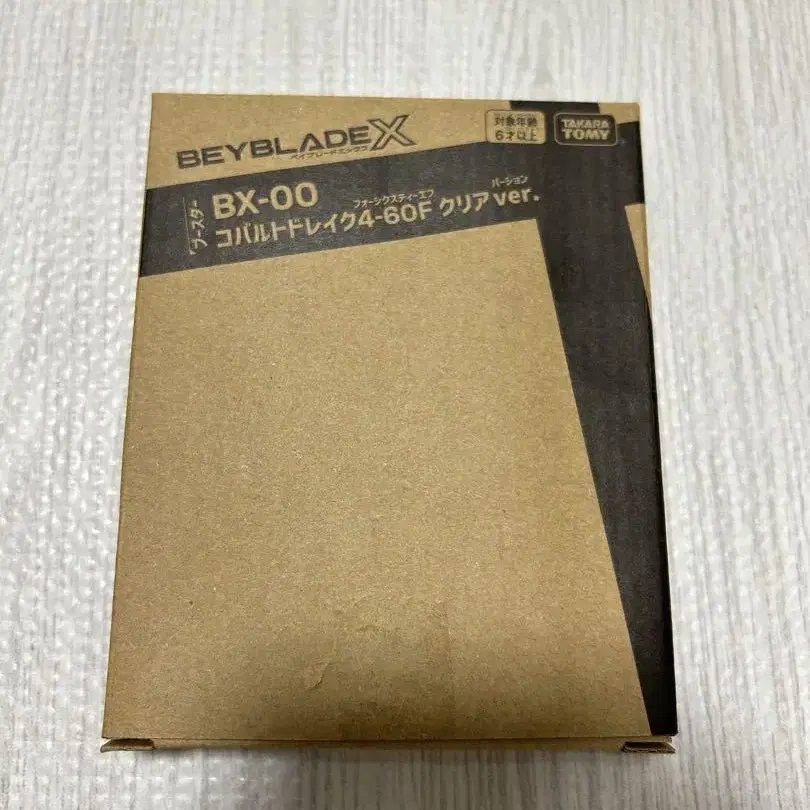 BEYBLADE X
ベイブレードエックス
対象年齢
6才以上
TAKARA
TOMY
ブースター
BX-00
フォーシックスティーエフ
バージョン
コバルトドレイク4-60F クリアver.